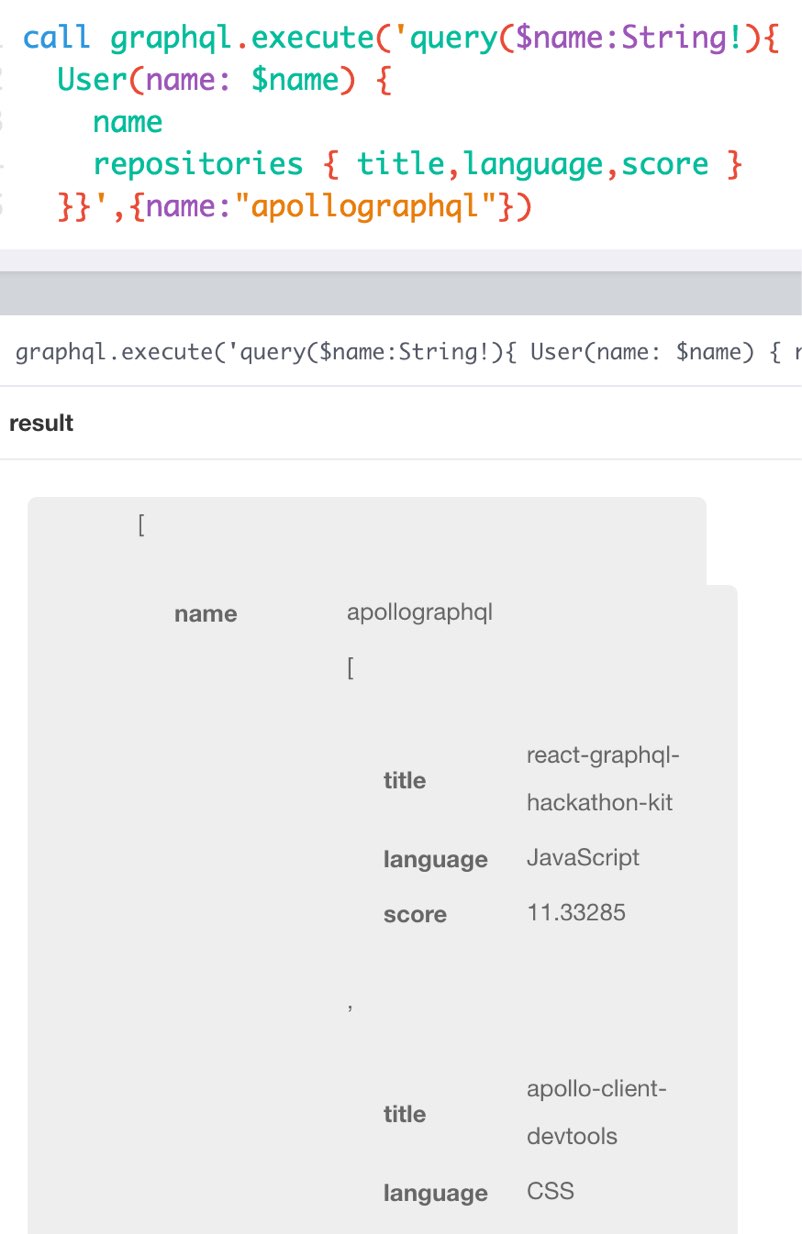 call graphql.execute('query($name:String!){
User(name: $name) {
name
repositories { title,language,score }
}}',{name:"apollographql"})
graphql.execute('query($name:String!){ User(name: $name) { r
result
[
name apollographql
[
title react-graphql-
hackathon-kit
language JavaScript
score 11.33285
,
title apollo-client-
devtools
language CSS